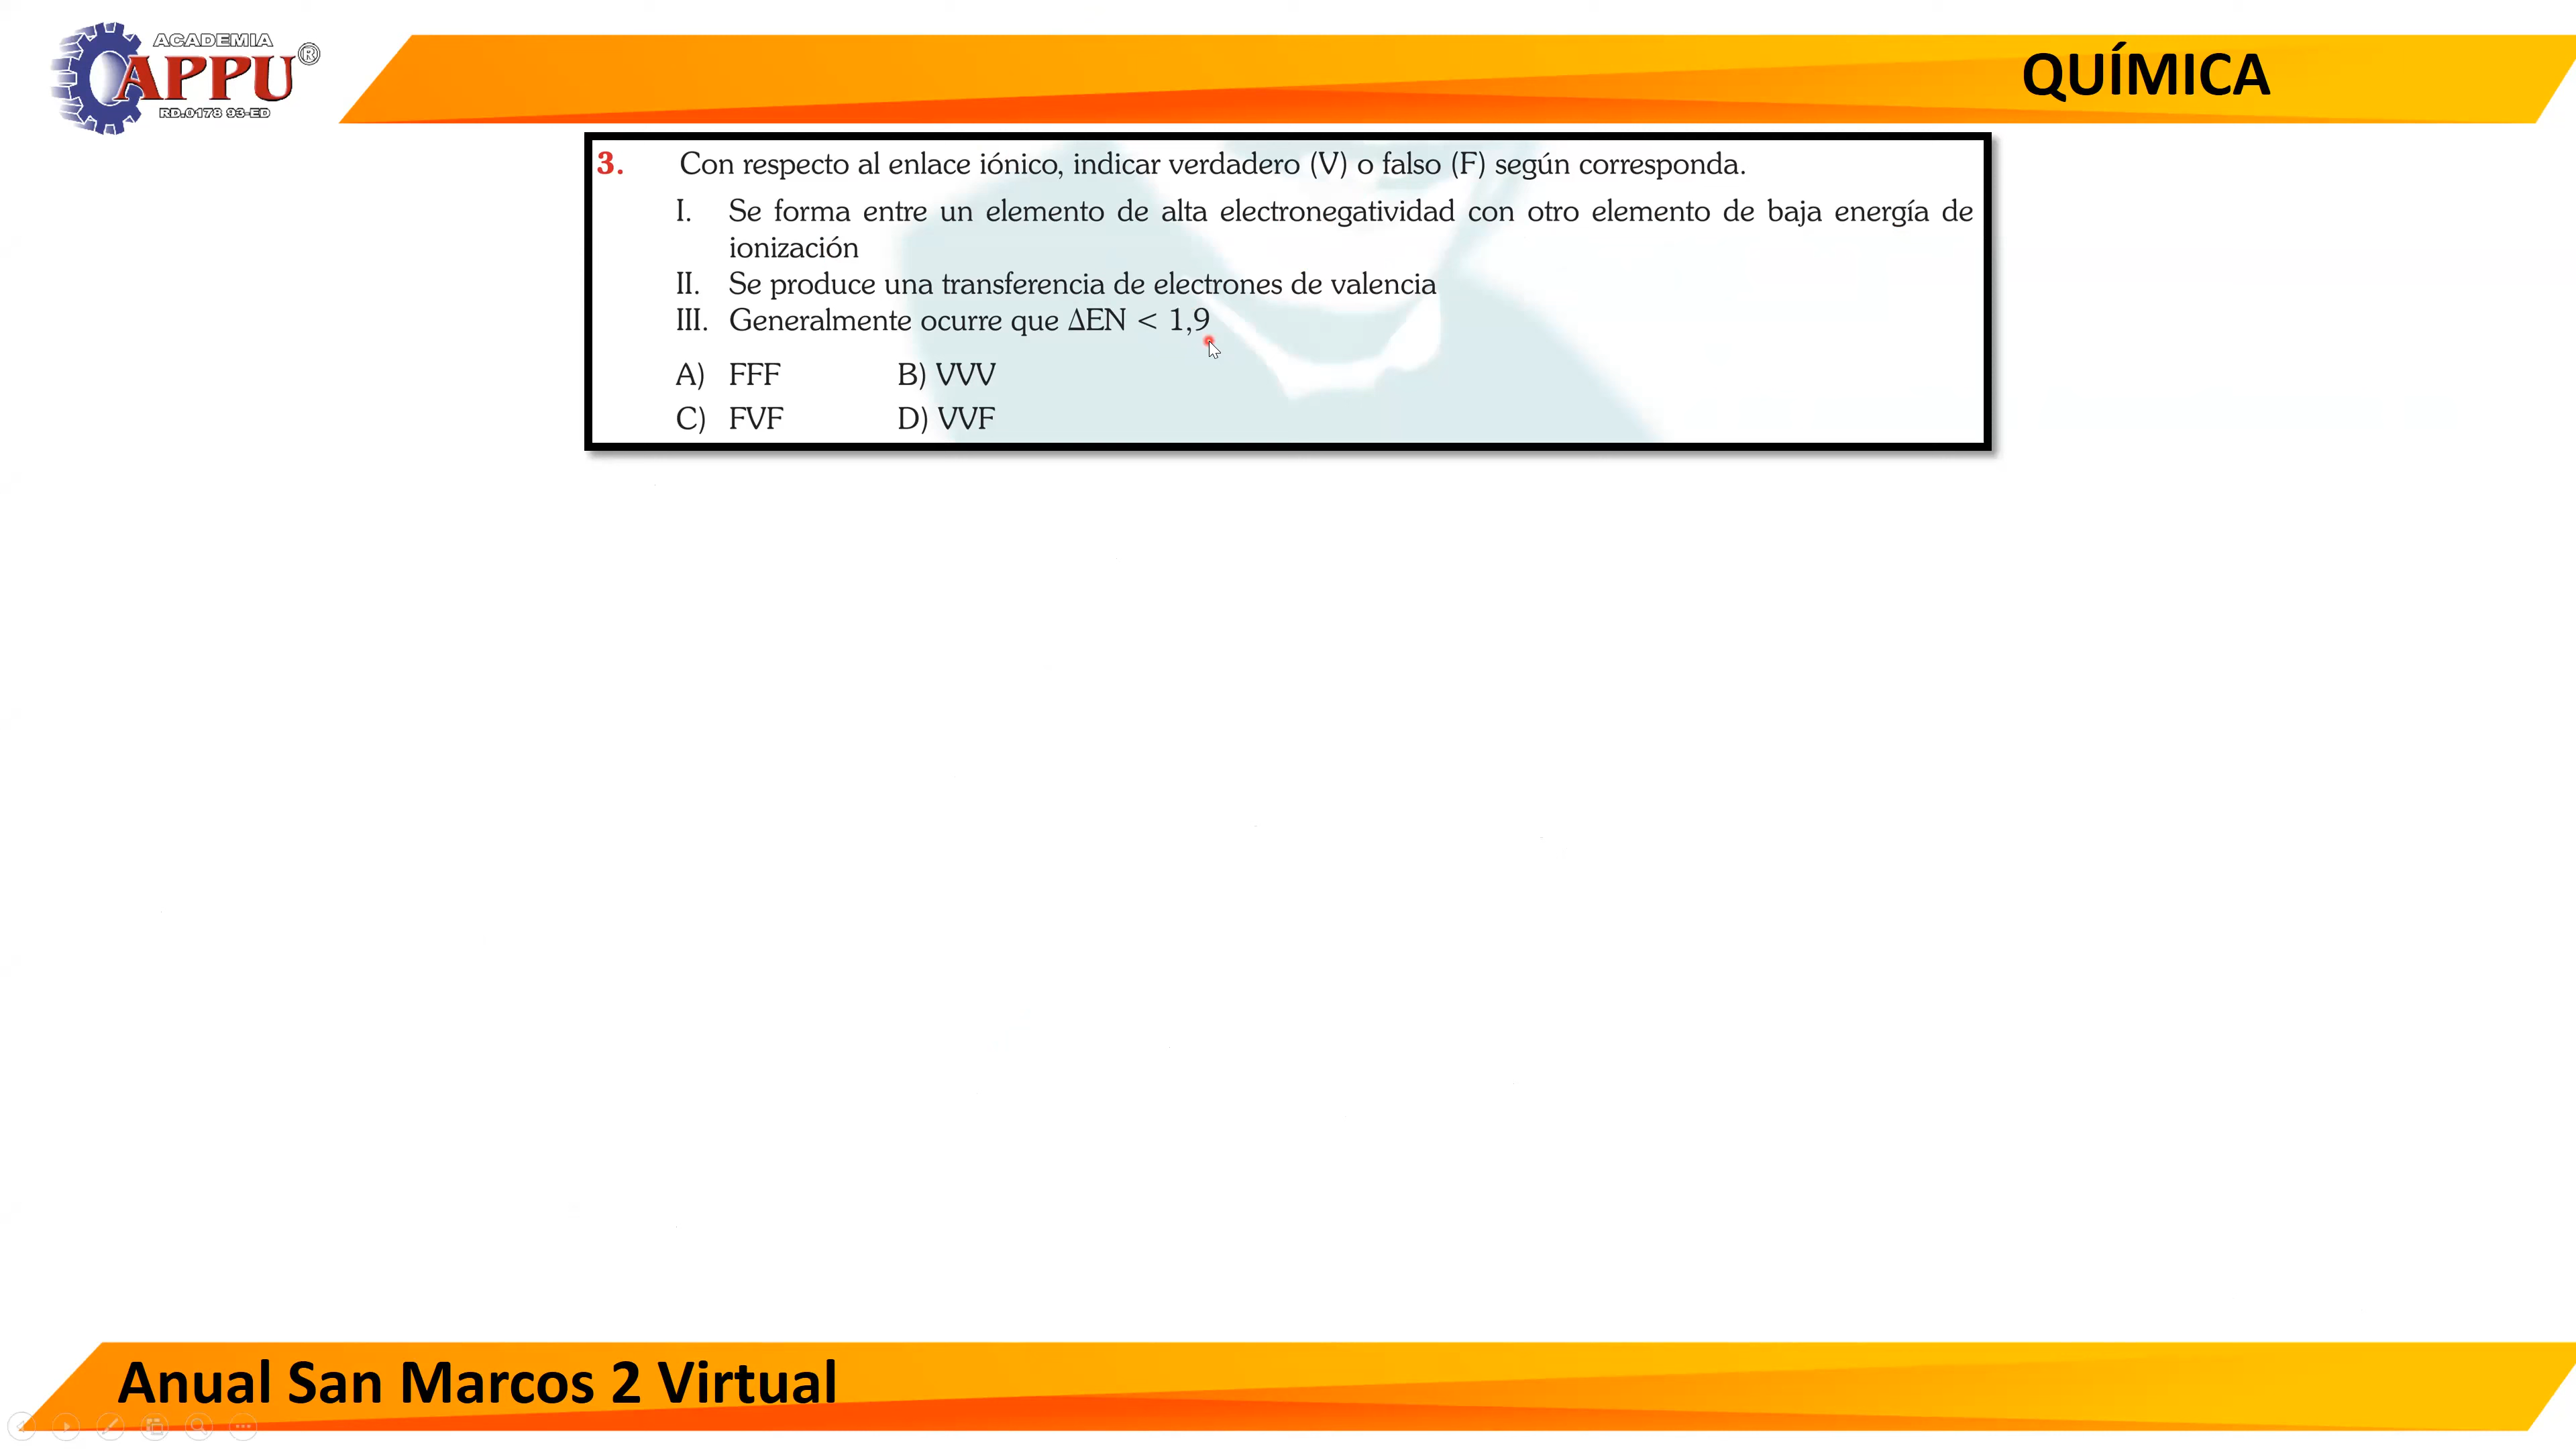 ACADEMIA
APPU®
RD.0178 93-ED
QUÍMICA
3. Con respecto al enlace iónico, indicar verdadero (V) o falso (F) según corresponda.
I. Se forma entre un elemento de alta electronegatividad con otro elemento de baja energía de
ionización
II. Se produce una transferencia de electrones de valencia
III. Generalmente ocurre que ΔEN < 1,9
A) FFF B) VVV
C) FVF D) VVF
Anual San Marcos 2 Virtual